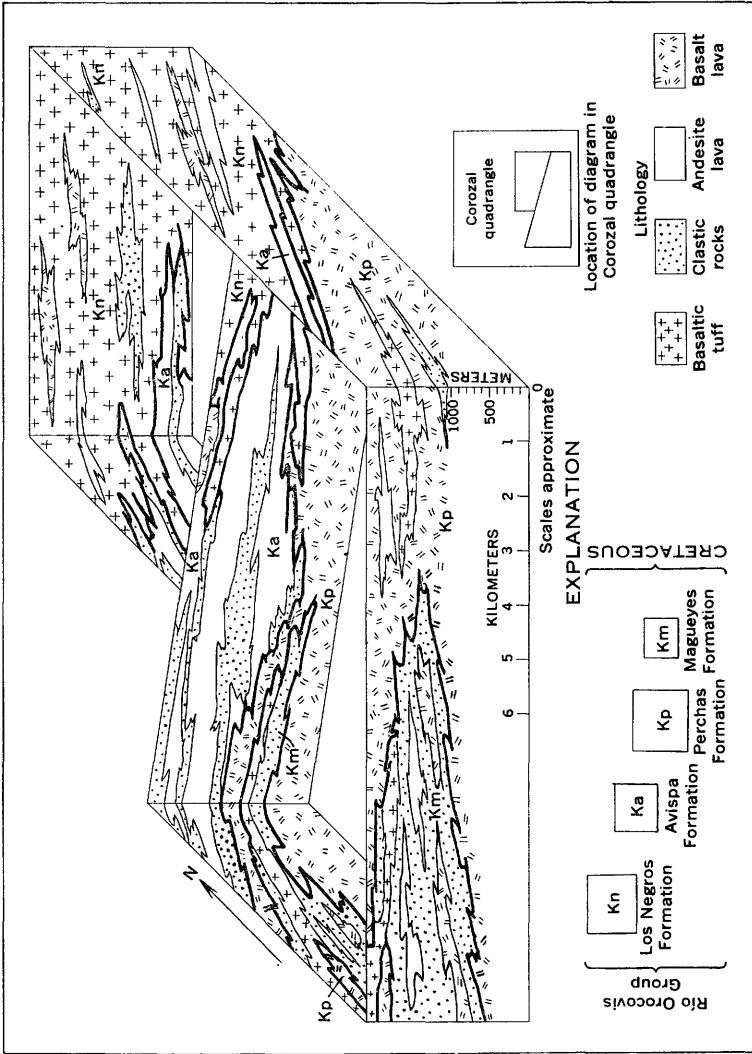 Kn
Kn
Kn
Ka
Kn
Ka
Kn
Ka
Ka
Kp
Kp
Km
Kp
Kp
Km
N
METERS
1000
500
0
1
2
3
4
5
6
KILOMETERS
Scales approximate
EXPLANATION
Kn
Los Negros
Formation
Ka
Avispa
Formation
Kp
Perchas
Formation
Km
Magueyes
Formation
Río Orocovis
Group
CRETACEOUS
Corozal
quadrangle
Location of diagram in
Corozal quadrangle
Lithology
Basaltic
tuff
Clastic
rocks
Andesite
lava
Basalt
lava